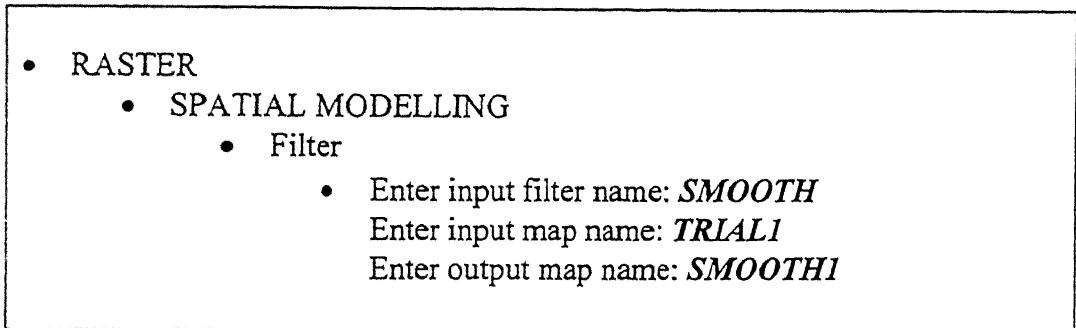 • RASTER
• SPATIAL MODELLING
• Filter
• Enter input filter name: SMOOTH
Enter input map name: TRIAL1
Enter output map name: SMOOTH1